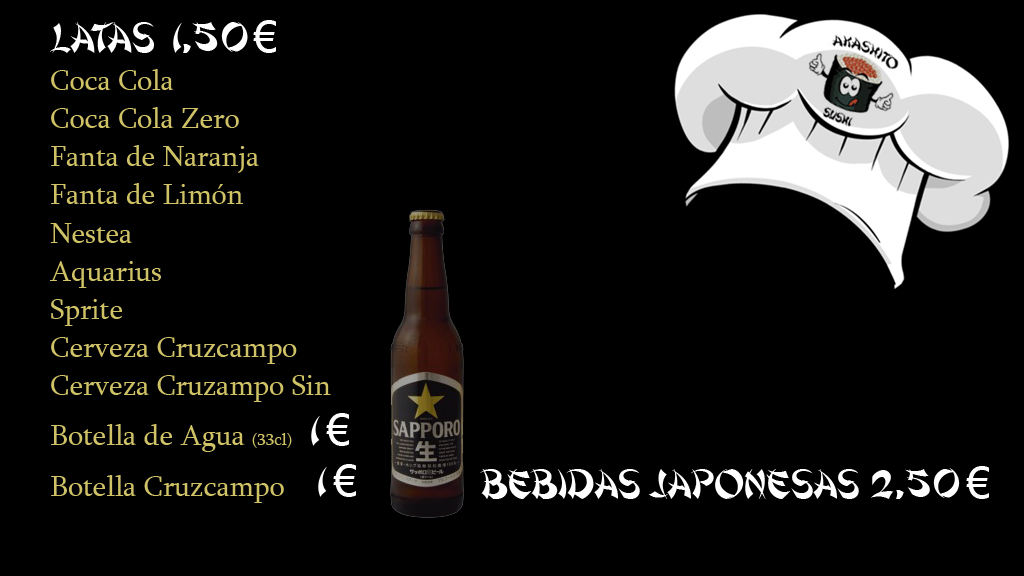 LATAS 1,50€
Coca Cola
Coca Cola Zero
Fanta de Naranja
Fanta de Limón
Nestea
Aquarius
Sprite
Cerveza Cruzcampo
Cerveza Cruzampo Sin
Botella de Agua (33cl) 1€
Botella Cruzcampo 1€
AKASHITO
SUSHI
SAPPORO
生
BEBIDAS JAPONESAS 2,50€